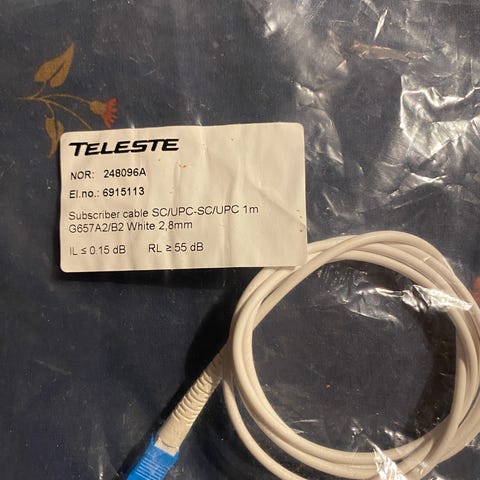 TELESTE
NOR: 248096A
El.no.: 6915113
Subscriber cable SC/UPC-SC/UPC 1m
G657A2/B2 White 2,8mm
IL ≤ 0.15 dB RL ≥ 55 dB